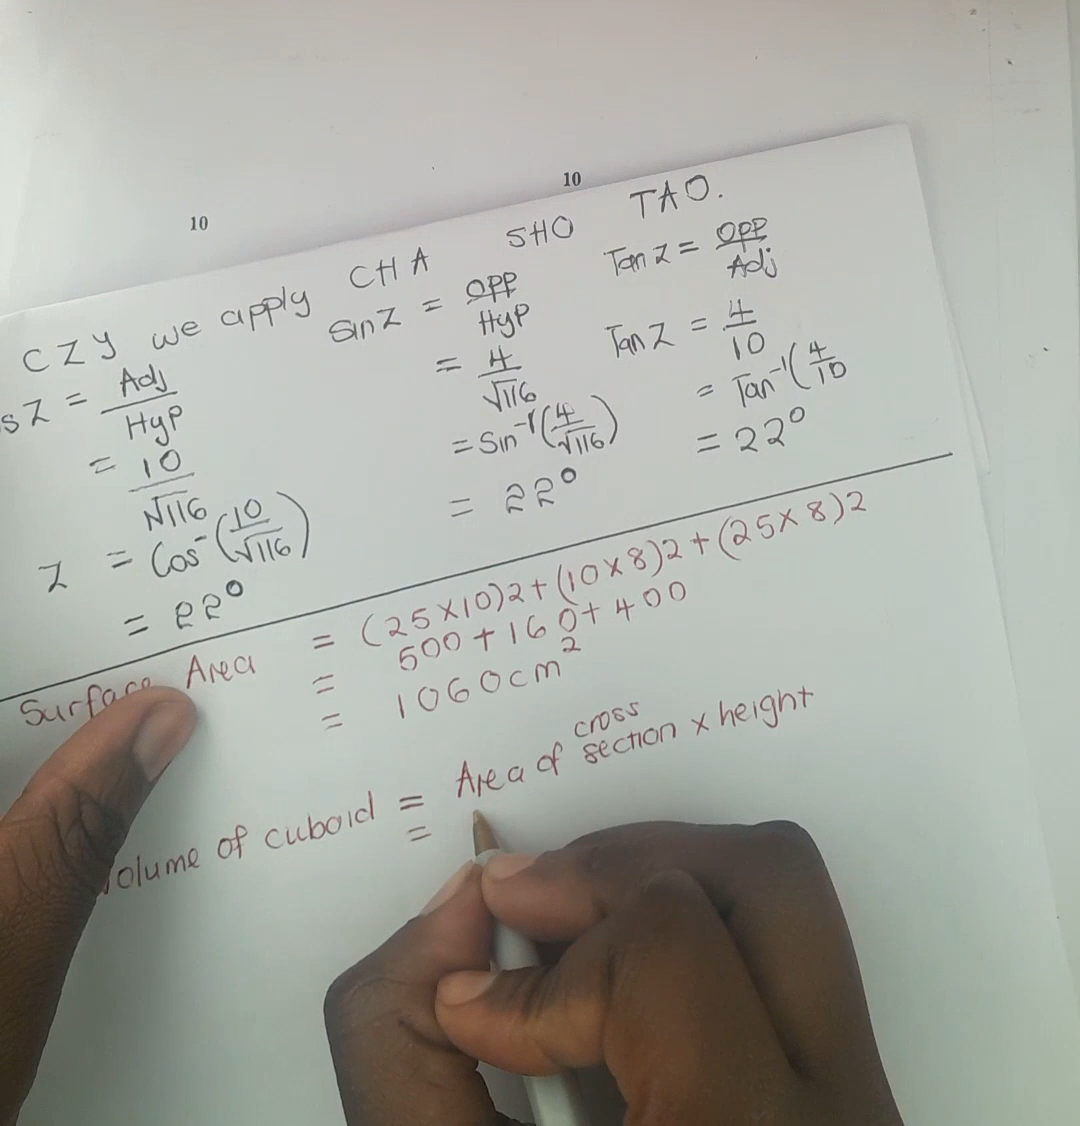 10
10
CZY we apply CHA SHO TAO.
sZ = Adj/Hyp
= 10/√116
Z = Cos⁻(10/√116)
= 22°
SinZ = OPP/Hyp
= 4/√116
= Sin⁻¹(4/√116)
= 22°
Tan Z = OPP/Adj
Tan Z = 4/10
= Tan⁻¹(4/10
= 22°
Surface Area = (25×10)2+(10×8)2+(25×8)2
= 500+160+400
= 1060cm²
Volume of cuboid = Area of cross section × height
=